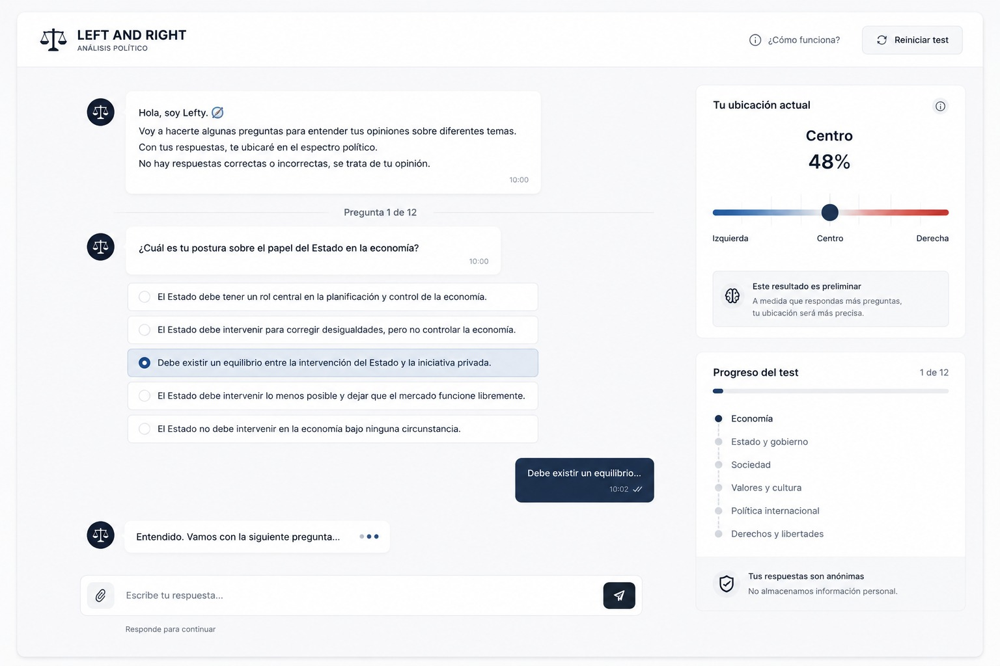 LEFT AND RIGHT
ANÁLISIS POLÍTICO
¿Cómo funciona?
Reiniciar test
Hola, soy Lefty.
Voy a hacerte algunas preguntas para entender tus opiniones sobre diferentes temas.
Con tus respuestas, te ubicaré en el espectro político.
No hay respuestas correctas o incorrectas, se trata de tu opinión.
10:00
Pregunta 1 de 12
¿Cuál es tu postura sobre el papel del Estado en la economía?
10:00
El Estado debe tener un rol central en la planificación y control de la economía.
El Estado debe intervenir para corregir desigualdades, pero no controlar la economía.
Debe existir un equilibrio entre la intervención del Estado y la iniciativa privada.
El Estado debe intervenir lo menos posible y dejar que el mercado funcione libremente.
El Estado no debe intervenir en la economía bajo ninguna circunstancia.
Debe existir un equilibrio...
10:02
Entendido. Vamos con la siguiente pregunta...
Escribe tu respuesta...
Responde para continuar
Tu ubicación actual
Centro
48%
Izquierda
Centro
Derecha
Este resultado es preliminar
A medida que respondas más preguntas,
tu ubicación será más precisa.
Progreso del test
1 de 12
Economía
Estado y gobierno
Sociedad
Valores y cultura
Política internacional
Derechos y libertades
Tus respuestas son anónimas
No almacenamos información personal.